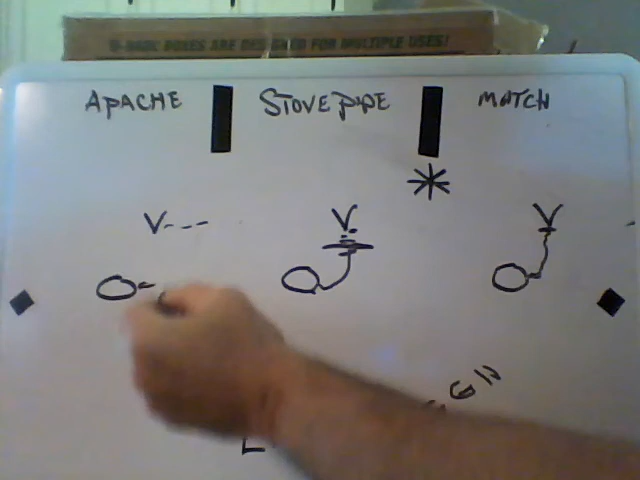 U-HAUL BOXES ARE DESIGNED FOR MULTIPLE USES!
APACHE STOVEPIPE MATCH
V--- V V